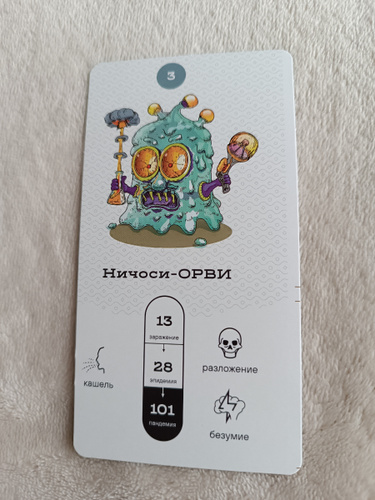 3
Ничоси-ОРВИ
13
заражение
28
эпидемия
101
пандемия
кашель
разложение
безумие